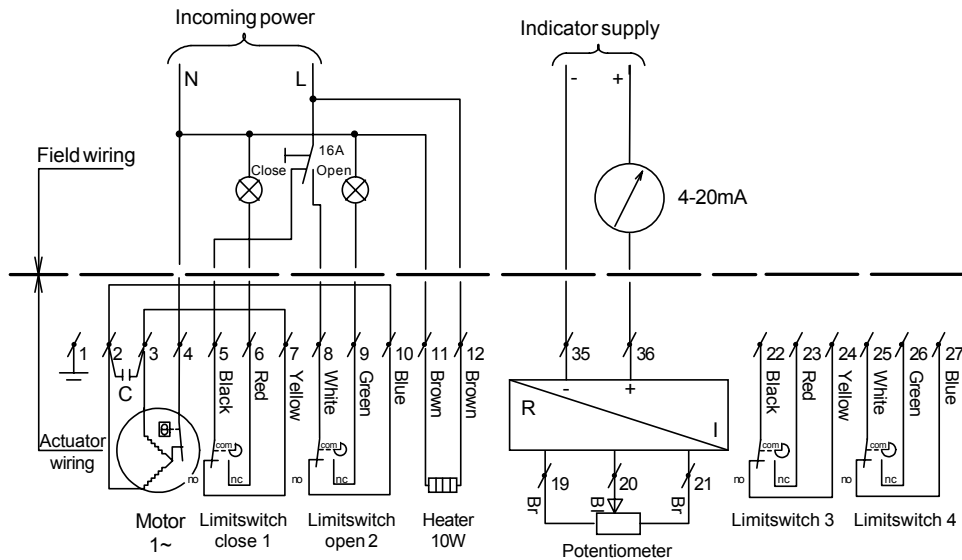 Incoming power
Indicator supply
N L - +
16A
Close Open
Field wiring
4-20mA
1 2 3 4 5 6 7 8 9 10 11 12 35 36 22 23 24 25 26 27
Black Red Yellow White Green Blue Brown Brown
Black Red Yellow White Green Blue
C
- +
R I
Actuator wiring
com com com com
no nc no nc no nc no nc
19 20 21
Br Br Br
Motor 1~
Limitswitch close 1
Limitswitch open 2
Heater 10W
Potentiometer
Limitswitch 3
Limitswitch 4